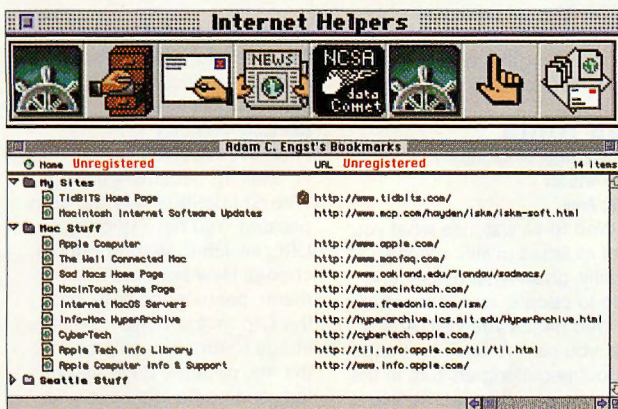 Internet Helpers
NEWS
NCSA
data
Comet
Adam C. Engst's Bookmarks
Name Unregistered URL Unregistered 14 items
My Sites
TidBITS Home Page http://www.tidbits.com/
Macintosh Internet Software Updates http://www.mcp.com/hayden/iskm/iskm-soft.html
Mac Stuff
Apple Computer http://www.apple.com/
The Well Connected Mac http://www.macfaq.com/
Sad Macs Home Page http://www.oakland.edu/~landau/sadmacs/
MacInTouch Home Page http://www.macintouch.com/
Internet MacOS Servers http://www.freedonia.com/ism/
Info-Mac HyperArchive http://hyperarchive.lcs.mit.edu/HyperArchive.html
CyberTech http://cybertech.apple.com/
Apple Tech Info Library http://til.info.apple.com/til/til.html
Apple Computer Info & Support http://www.info.apple.com/
Seattle Stuff